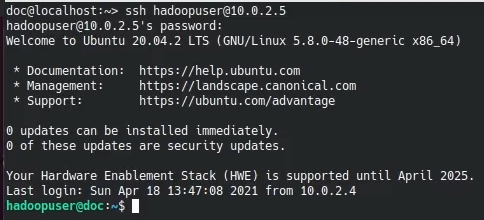 doc@localhost:~> ssh hadoopuser@10.0.2.5
hadoopuser@10.0.2.5's password:
Welcome to Ubuntu 20.04.2 LTS (GNU/Linux 5.8.0-48-generic x86_64)
* Documentation:  https://help.ubuntu.com
* Management:     https://landscape.canonical.com
* Support:        https://ubuntu.com/advantage
0 updates can be installed immediately.
0 of these updates are security updates.
Your Hardware Enablement Stack (HWE) is supported until April 2025.
Last login: Sun Apr 18 13:47:08 2021 from 10.0.2.4
hadoopuser@doc:~$